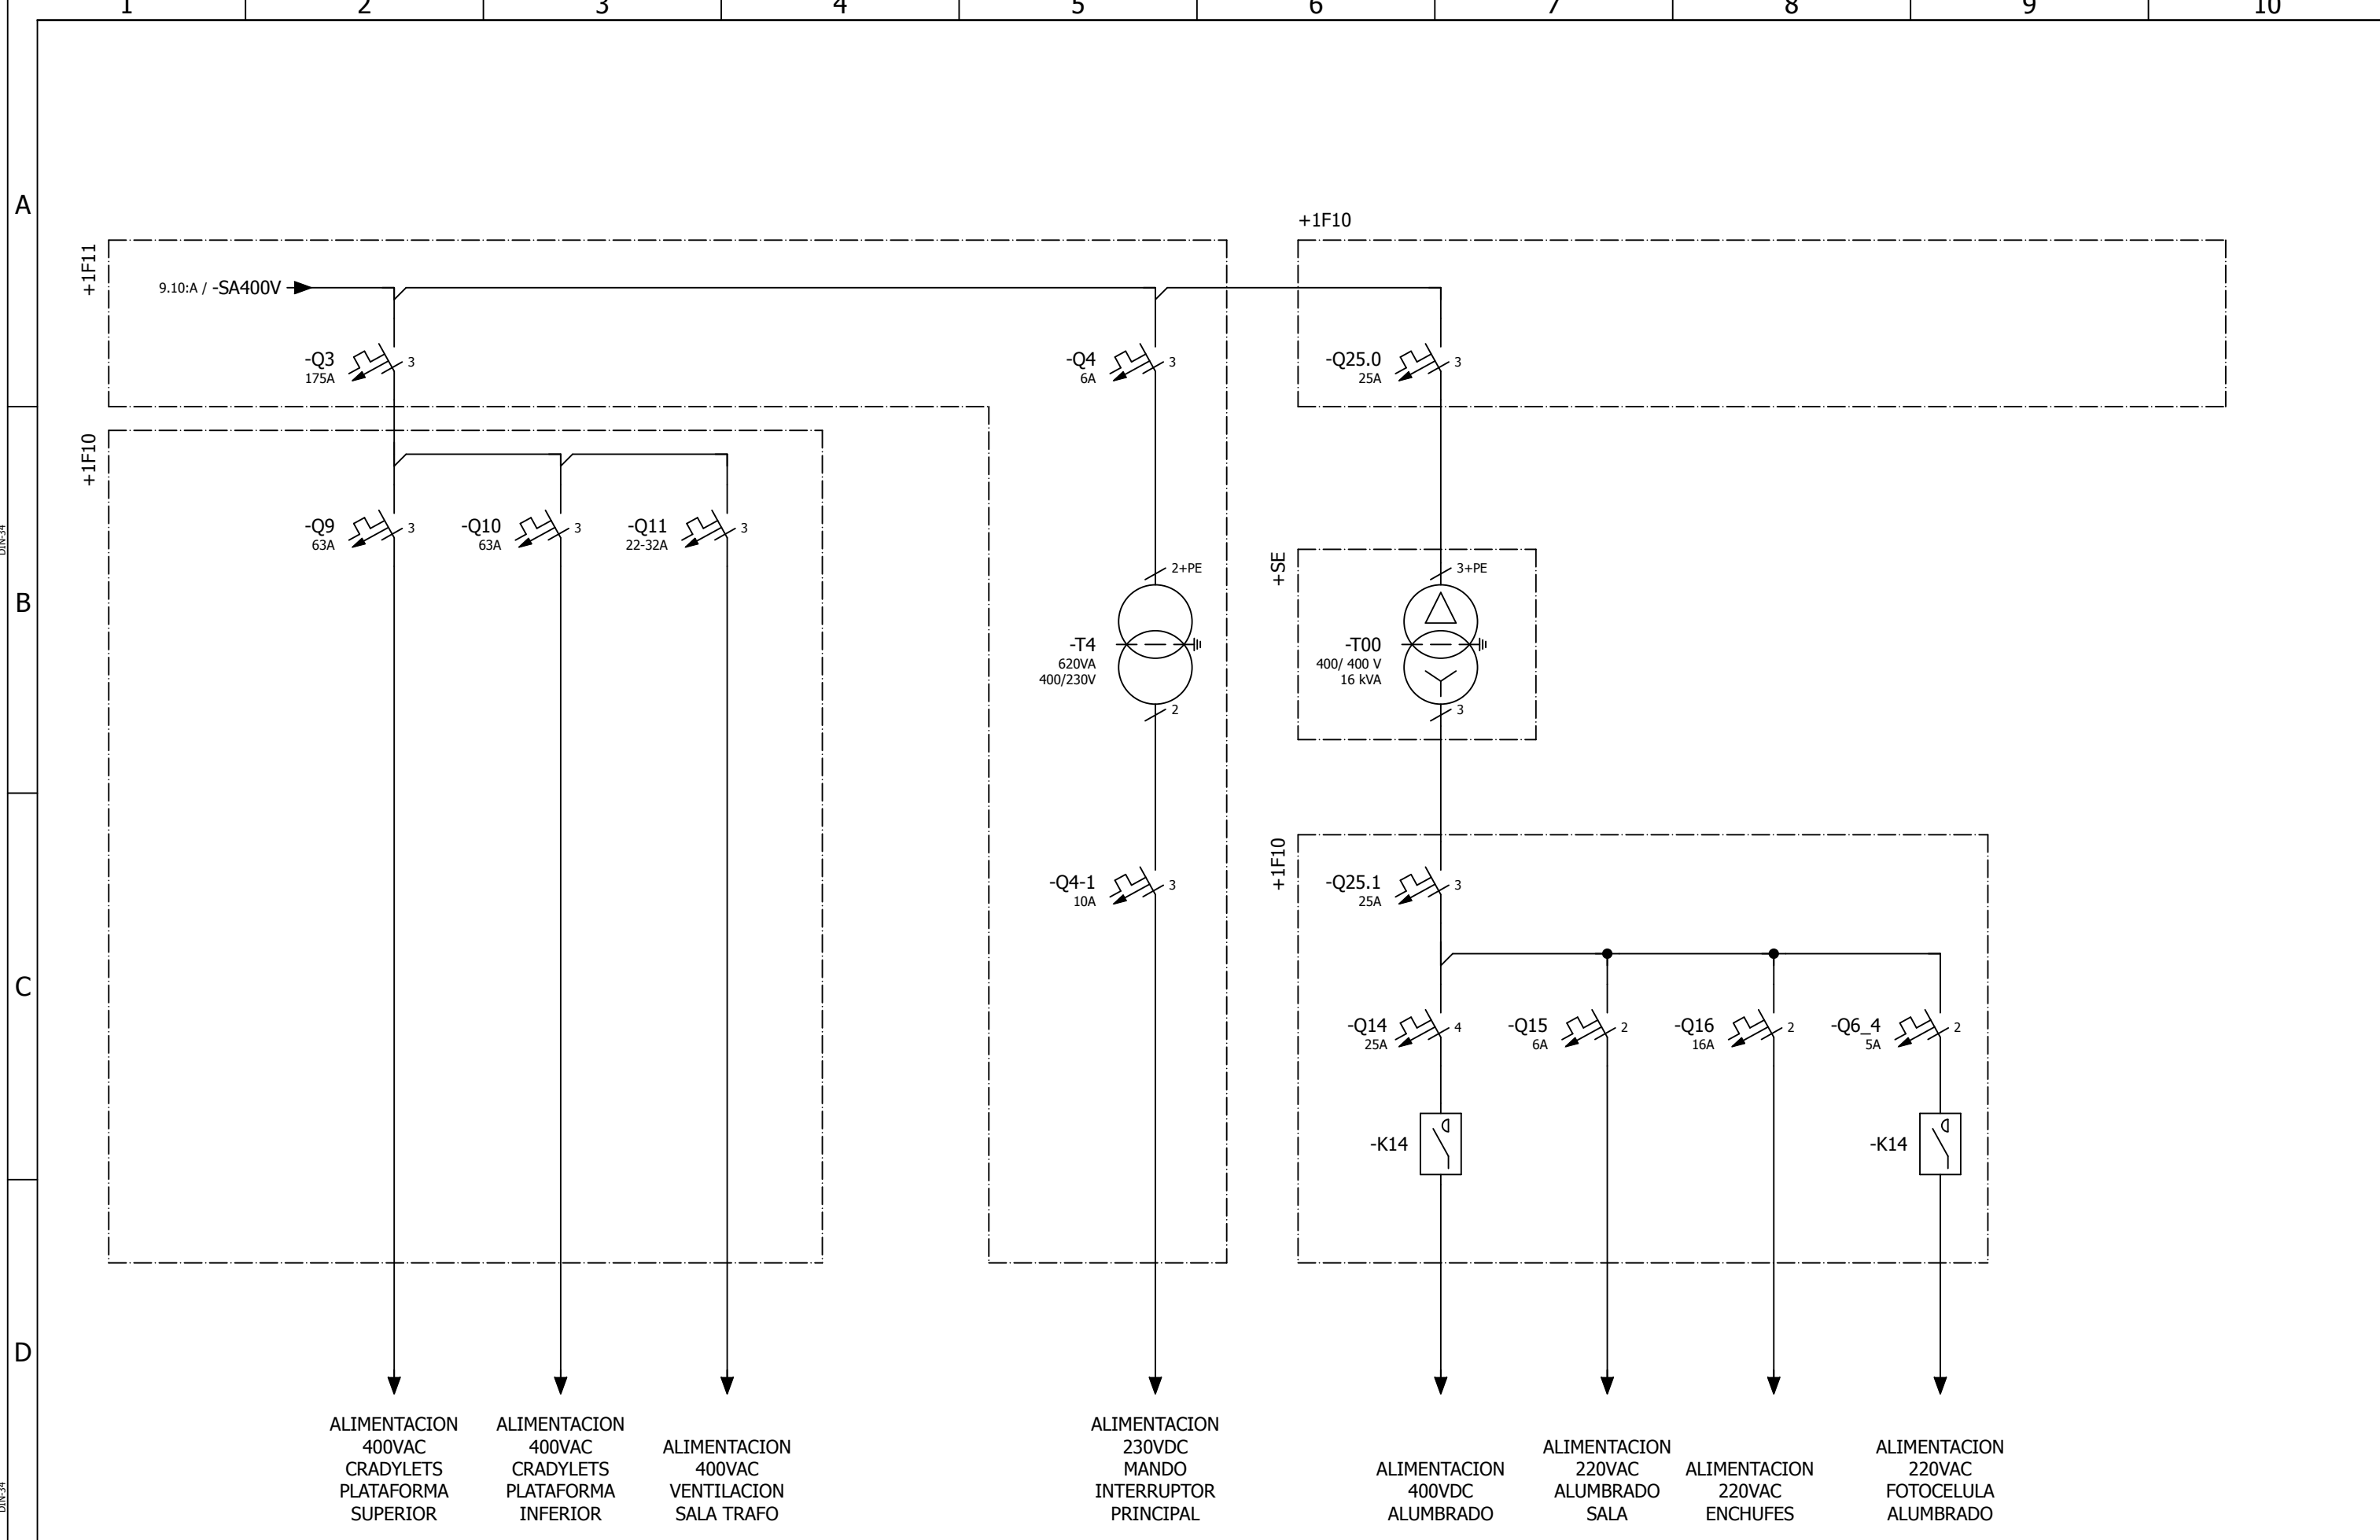 1 2 3 4 5 6 7 8 9 10
A
+1F10
+1F11
9.10:A / -SA400V
-Q3 3
175A
-Q4 3
6A
-Q25.0 3
25A
+1F10
-Q9 3
63A
-Q10 3
63A
-Q11 3
22-32A
DIN-34
B
2+PE
-T4
620VA
400/230V
2
+SE
3+PE
-T00
400/ 400 V
16 kVA
3
+1F10
-Q4-1 3
10A
-Q25.1 3
25A
C
-Q14 4
25A
-Q15 2
6A
-Q16 2
16A
-Q6_4 2
5A
-K14
-K14
D
ALIMENTACION
400VAC
CRADYLETS
PLATAFORMA
SUPERIOR
ALIMENTACION
400VAC
CRADYLETS
PLATAFORMA
INFERIOR
ALIMENTACION
400VAC
VENTILACION
SALA TRAFO
ALIMENTACION
230VDC
MANDO
INTERRUPTOR
PRINCIPAL
ALIMENTACION
400VDC
ALUMBRADO
ALIMENTACION
220VAC
ALUMBRADO
SALA
ALIMENTACION
220VAC
ENCHUFES
ALIMENTACION
220VAC
FOTOCELULA
ALUMBRADO
DIN-34